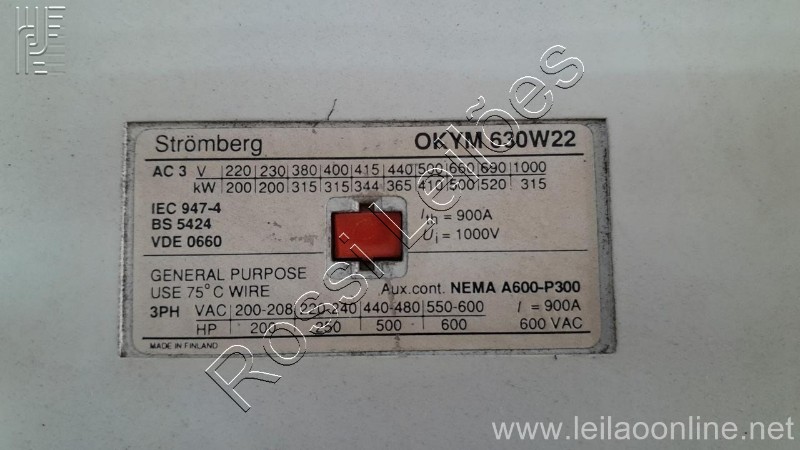 Strömberg OKYM 630W22
AC 3 V 220 230 380 400 415 440 500 660 690 1000
kW 200 200 315 315 344 365 410 500 520 315
IEC 947-4
BS 5424
VDE 0660
Ith = 900A
Ui = 1000V
GENERAL PURPOSE
USE 75°C WIRE
Aux.cont. NEMA A600-P300
3PH VAC 200-208 220-240 440-480 550-600 I = 900A
HP 200 250 500 600 600 VAC
MADE IN FINLAND
Rossi Leilões
www.leilaoonline.net